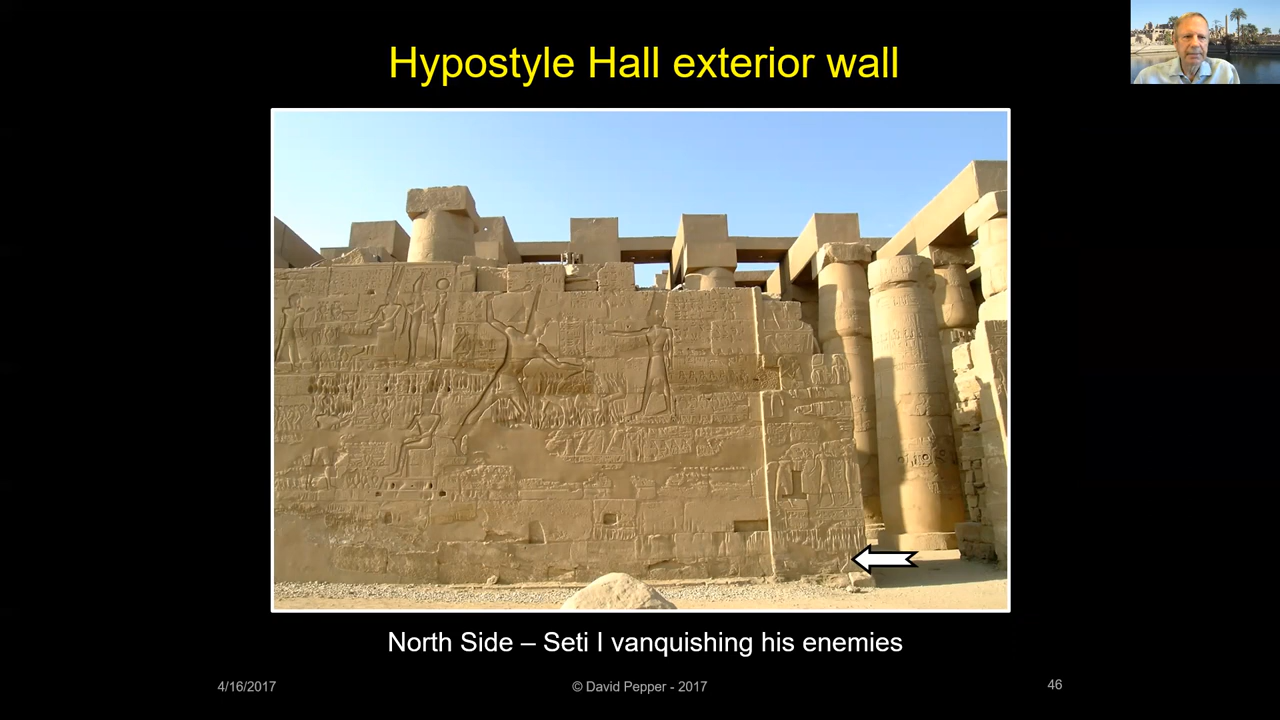 Hypostyle Hall exterior wall
North Side – Seti I vanquishing his enemies
4/16/2017
© David Pepper - 2017
46